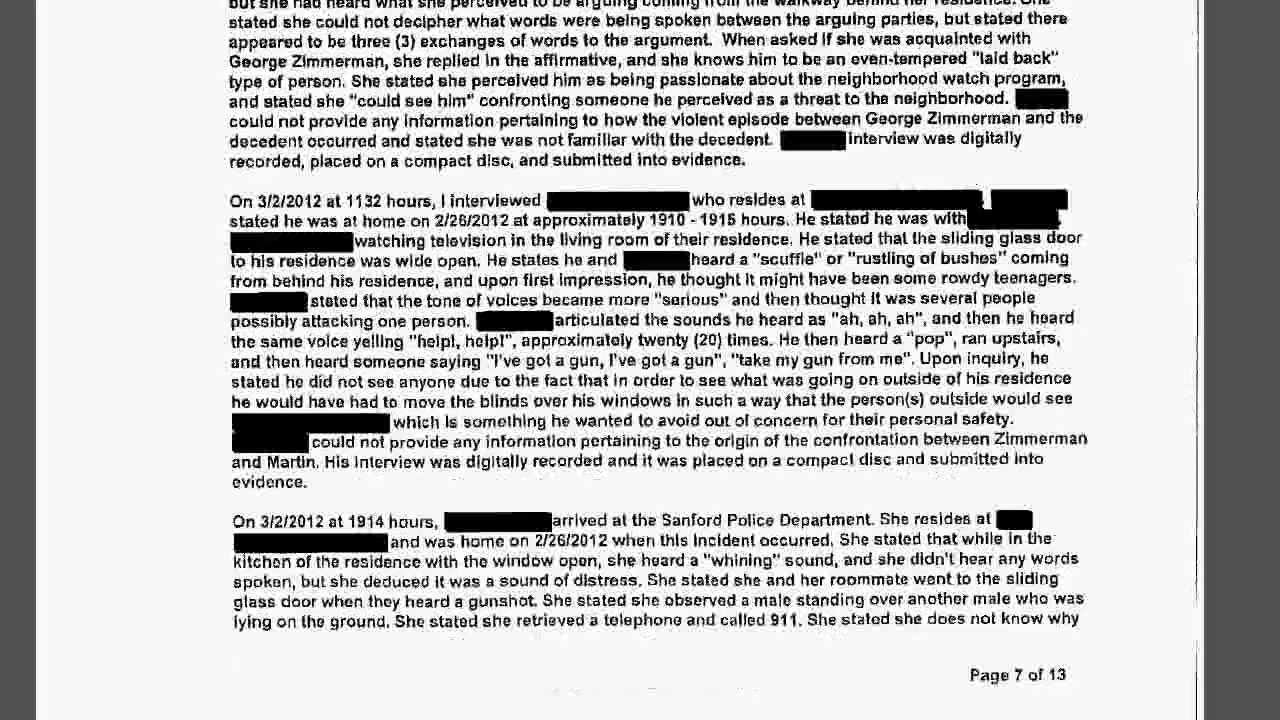 but she had heard what she perceived to be arguing coming from the walkway behind her residence. She
stated she could not decipher what words were being spoken between the arguing parties, but stated there
appeared to be three (3) exchanges of words to the argument. When asked if she was acquainted with
George Zimmerman, she replied in the affirmative, and she knows him to be an even-tempered "laid back"
type of person. She stated she perceived him as being passionate about the neighborhood watch program,
and stated she "could see him" confronting someone he perceived as a threat to the neighborhood.
could not provide any information pertaining to how the violent episode between George Zimmerman and the
decedent occurred and stated she was not familiar with the decedent. interview was digitally
recorded, placed on a compact disc, and submitted into evidence.
On 3/2/2012 at 1132 hours, I interviewed who resides at
stated he was at home on 2/26/2012 at approximately 1910 - 1915 hours. He stated he was with
watching television in the living room of their residence. He stated that the sliding glass door
to his residence was wide open. He states he and heard a "scuffle" or "rustling of bushes" coming
from behind his residence, and upon first impression, he thought it might have been some rowdy teenagers.
stated that the tone of voices became more "serious" and then thought it was several people
possibly attacking one person. articulated the sounds he heard as "ah, ah, ah", and then he heard
the same voice yelling "help!, help!", approximately twenty (20) times. He then heard a "pop", ran upstairs,
and then heard someone saying "I've got a gun, I've got a gun", "take my gun from me". Upon inquiry, he
stated he did not see anyone due to the fact that in order to see what was going on outside of his residence
he would have had to move the blinds over his windows in such a way that the person(s) outside would see
which is something he wanted to avoid out of concern for their personal safety.
could not provide any information pertaining to the origin of the confrontation between Zimmerman
and Martin. His interview was digitally recorded and it was placed on a compact disc and submitted into
evidence.
On 3/2/2012 at 1914 hours, arrived at the Sanford Police Department. She resides at
and was home on 2/26/2012 when this incident occurred. She stated that while in the
kitchen of the residence with the window open, she heard a "whining" sound, and she didn't hear any words
spoken, but she deduced it was a sound of distress. She stated she and her roommate went to the sliding
glass door when they heard a gunshot. She stated she observed a male standing over another male who was
lying on the ground. She stated she retrieved a telephone and called 911. She stated she does not know why
Page 7 of 13